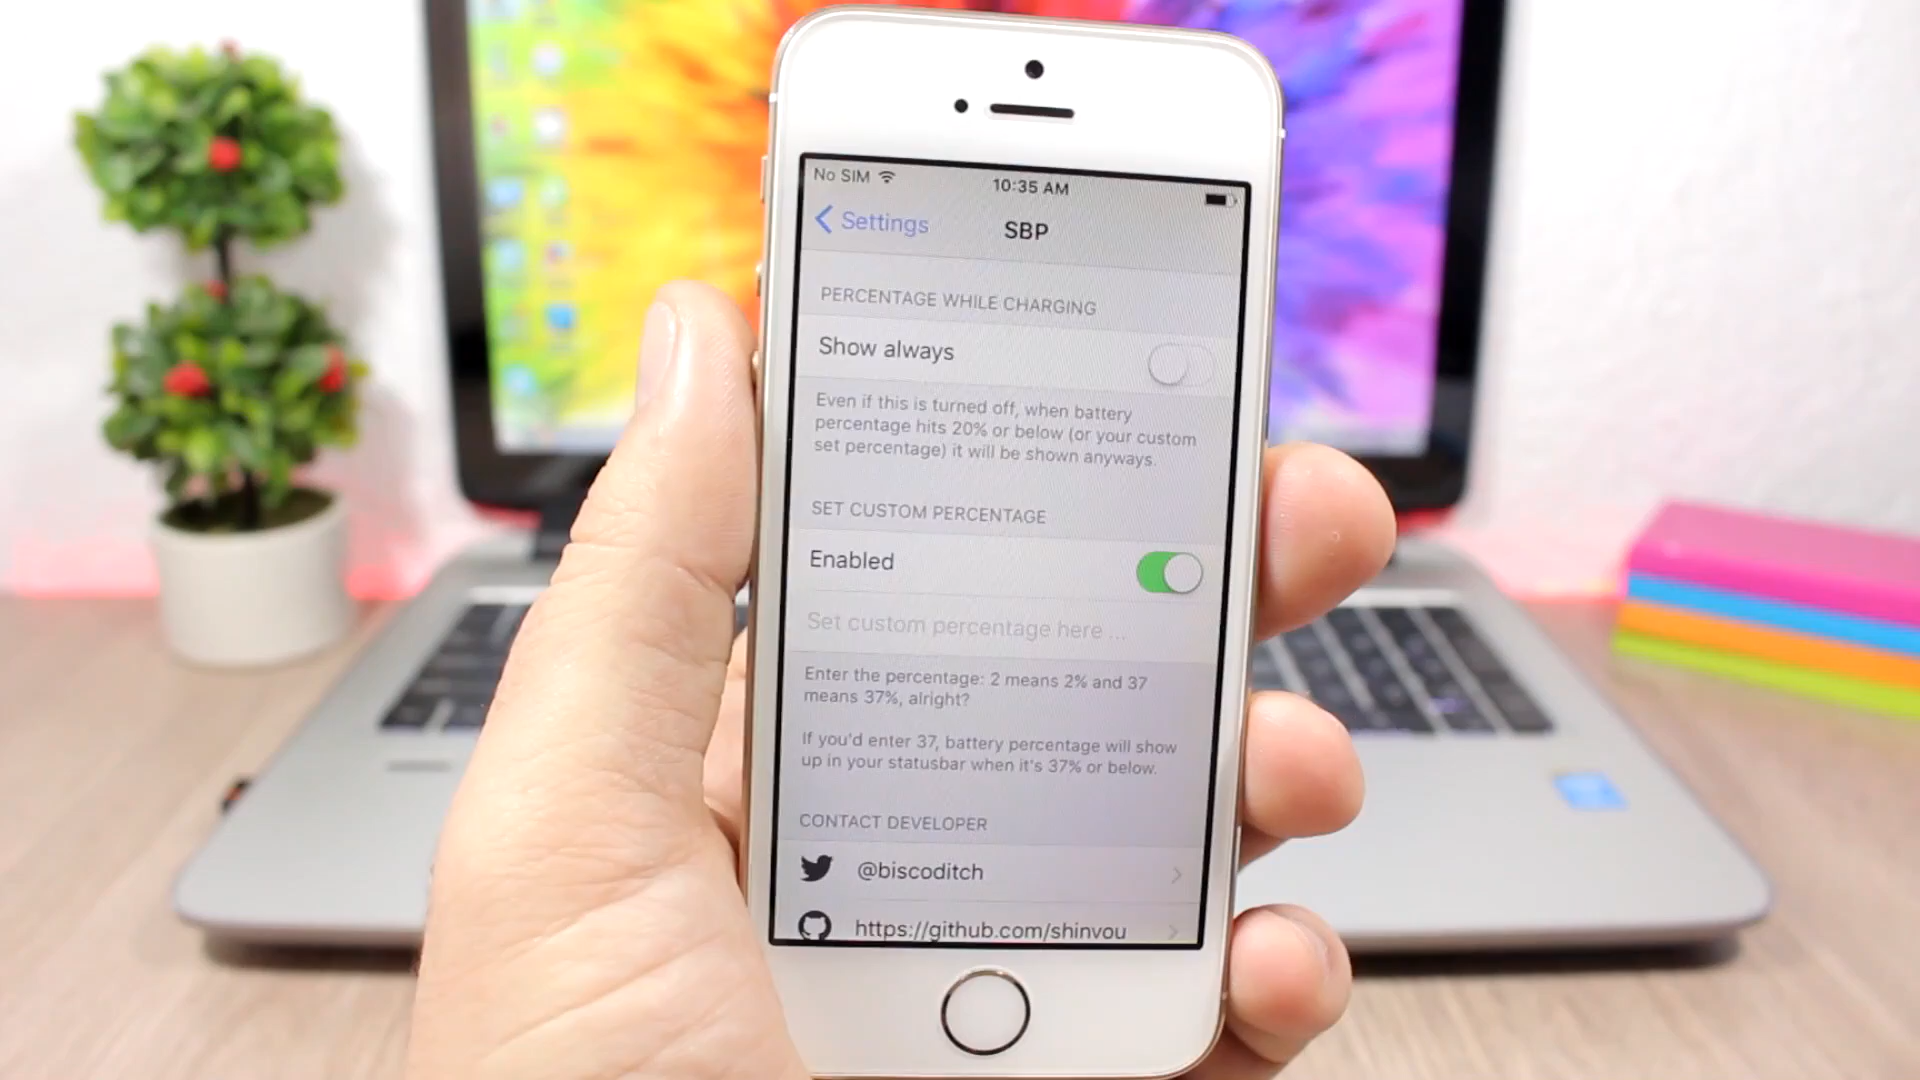 No SIM
10:35 AM
Settings
SBP
PERCENTAGE WHILE CHARGING
Show always
Even if this is turned off, when battery
percentage hits 20% or below (or your custom
set percentage) it will be shown anyways.
SET CUSTOM PERCENTAGE
Enabled
Set custom percentage here ...
Enter the percentage: 2 means 2% and 37
means 37%, alright?
If you'd enter 37, battery percentage will show
up in your statusbar when it's 37% or below.
CONTACT DEVELOPER
@biscoditch
https://github.com/shinvou